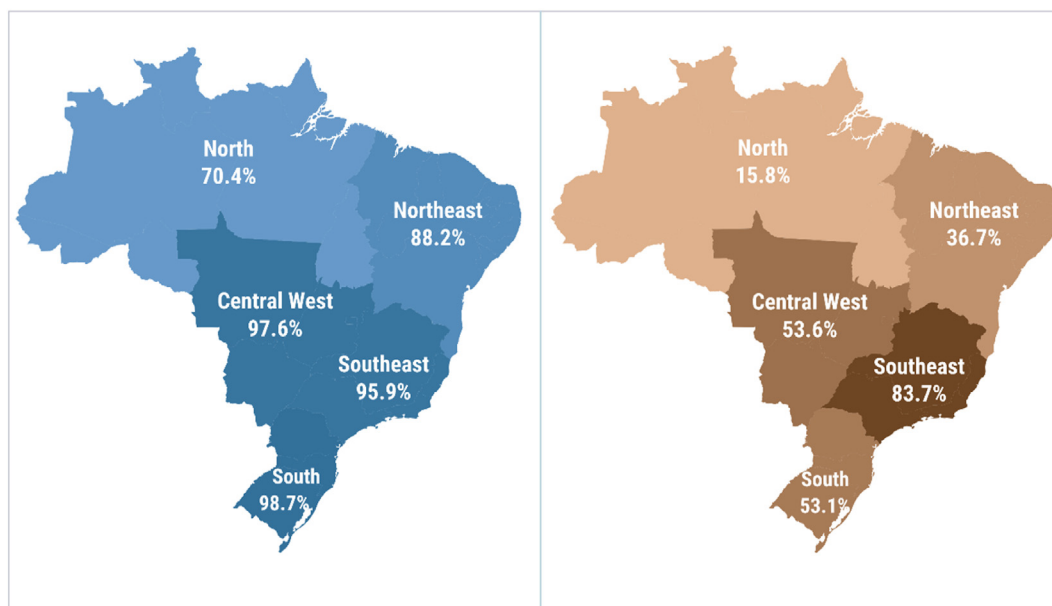 North
70.4%
Northeast
88.2%
Central West
97.6%
Southeast
95.9%
South
98.7%
North
15.8%
Northeast
36.7%
Central West
53.6%
Southeast
83.7%
South
53.1%